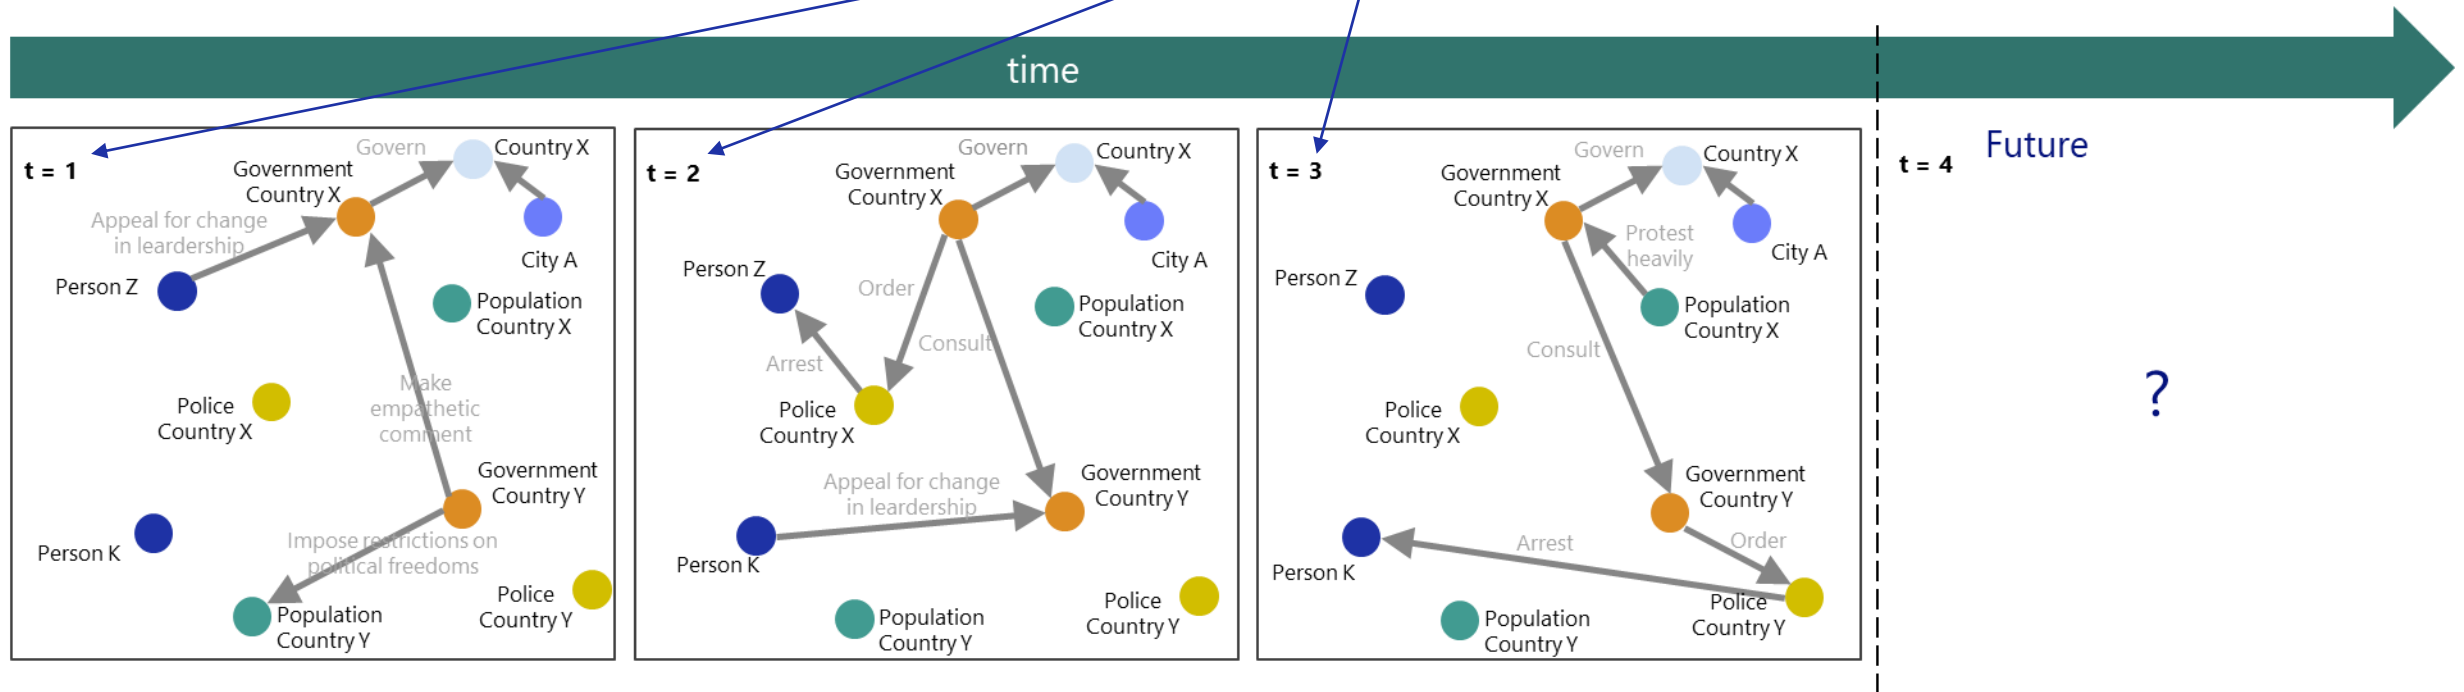 time
t = 1
Govern
Country X
Government
Country X
Appeal for change
in leardership
City A
Person Z
Population
Country X
Make
empathetic
comment
Police
Country X
Government
Country Y
Person K
Impose restrictions on
political freedoms
Police
Country Y
Population
Country Y
t = 2
Govern
Country X
Government
Country X
City A
Person Z
Order
Population
Country X
Consult
Arrest
Police
Country X
Government
Country Y
Appeal for change
in leardership
Person K
Police
Country Y
Population
Country Y
t = 3
Govern
Country X
Government
Country X
Protest
heavily
City A
Person Z
Population
Country X
Consult
Police
Country X
Government
Country Y
Arrest
Order
Person K
Police
Country Y
Population
Country Y
t = 4
Future
?